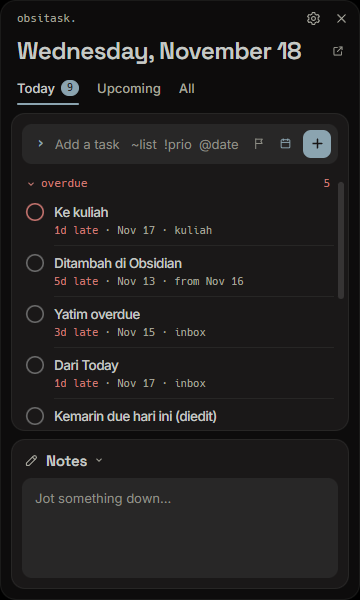 obsitask.
Wednesday, November 18
Today 9 Upcoming All
Add a task ~list !prio @date
overdue 5
Ke kuliah
1d late · Nov 17 · kuliah
Ditambah di Obsidian
5d late · Nov 13 · from Nov 16
Yatim overdue
3d late · Nov 15 · inbox
Dari Today
1d late · Nov 17 · inbox
Kemarin due hari ini (diedit)
Notes
Jot something down...